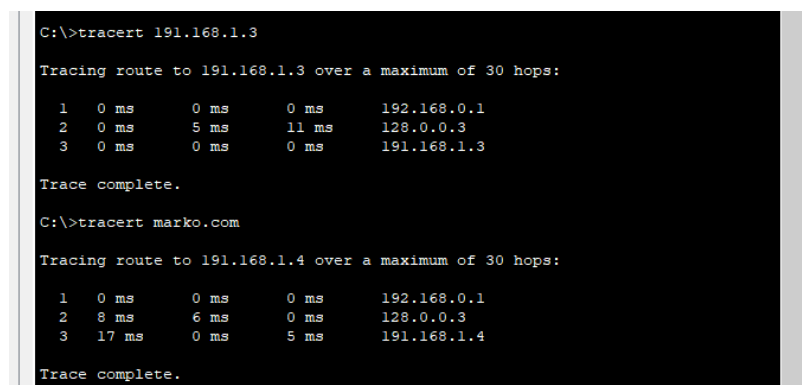 C:\>tracert 191.168.1.3
Tracing route to 191.168.1.3 over a maximum of 30 hops:
1 0 ms 0 ms 0 ms 192.168.0.1
2 0 ms 5 ms 11 ms 128.0.0.3
3 0 ms 0 ms 0 ms 191.168.1.3
Trace complete.
C:\>tracert marko.com
Tracing route to 191.168.1.4 over a maximum of 30 hops:
1 0 ms 0 ms 0 ms 192.168.0.1
2 8 ms 6 ms 0 ms 128.0.0.3
3 17 ms 0 ms 5 ms 191.168.1.4
Trace complete.